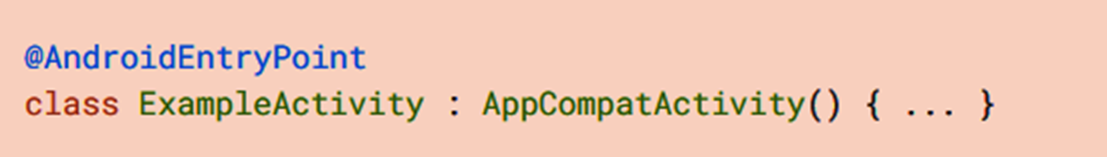 @AndroidEntryPoint
class ExampleActivity : AppCompatActivity() { ... }